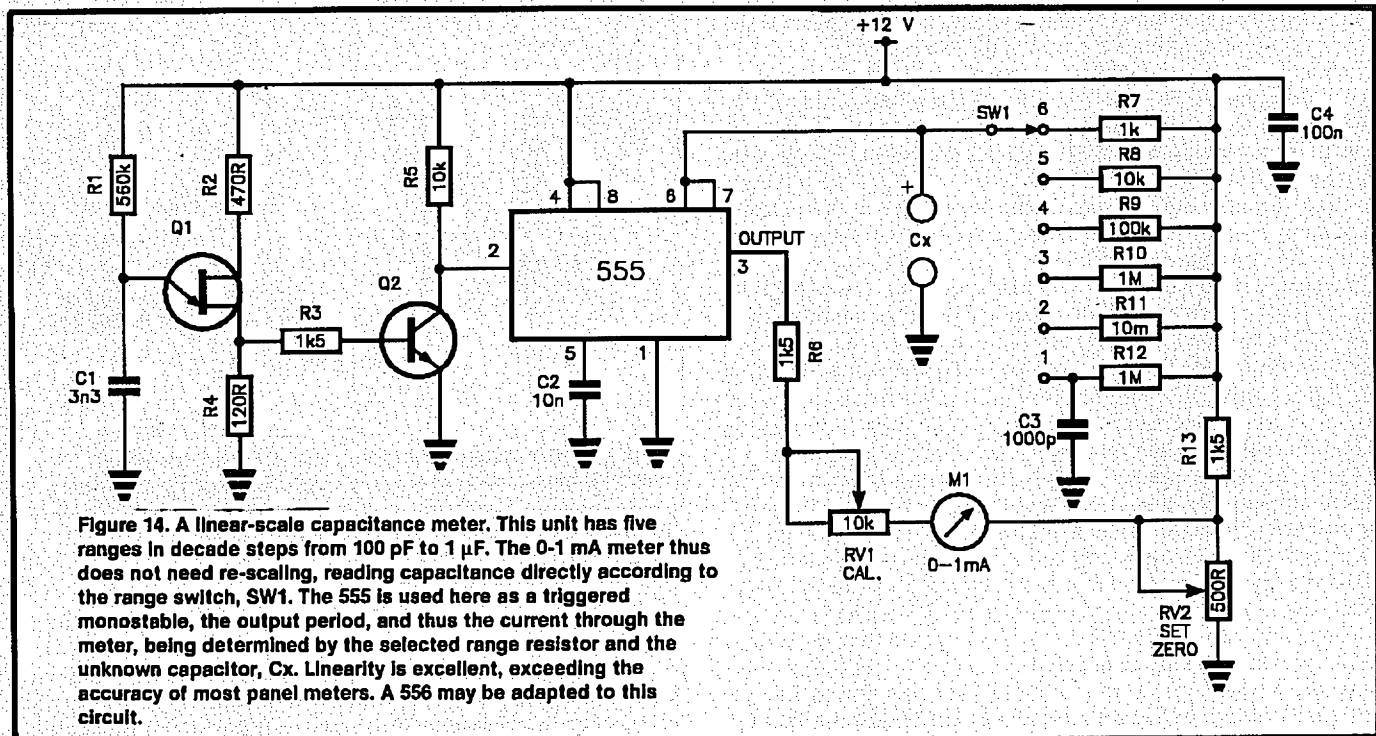 +12 V
R1
560k
R2
470R
R5
10k
4
8
6
7
SW1
6
R7
1k
C4
100n
5
R8
10k
4
R9
100k
3
R10
1M
2
R11
10m
1
R12
1M
Q1
Q2
2
555
OUTPUT
3
+
Cx
R3
1k5
5
1
R6
1k5
C1
3n3
R4
120R
C2
10n
C3
1000p
R13
1k5
M1
10k
RV1
CAL.
0–1mA
500R
RV2
SET
ZERO
Figure 14. A linear-scale capacitance meter. This unit has five
ranges in decade steps from 100 pF to 1 μF. The 0-1 mA meter thus
does not need re-scaling, reading capacitance directly according to
the range switch, SW1. The 555 is used here as a triggered
monostable, the output period, and thus the current through the
meter, being determined by the selected range resistor and the
unknown capacitor, Cx. Linearity is excellent, exceeding the
accuracy of most panel meters. A 556 may be adapted to this
circuit.